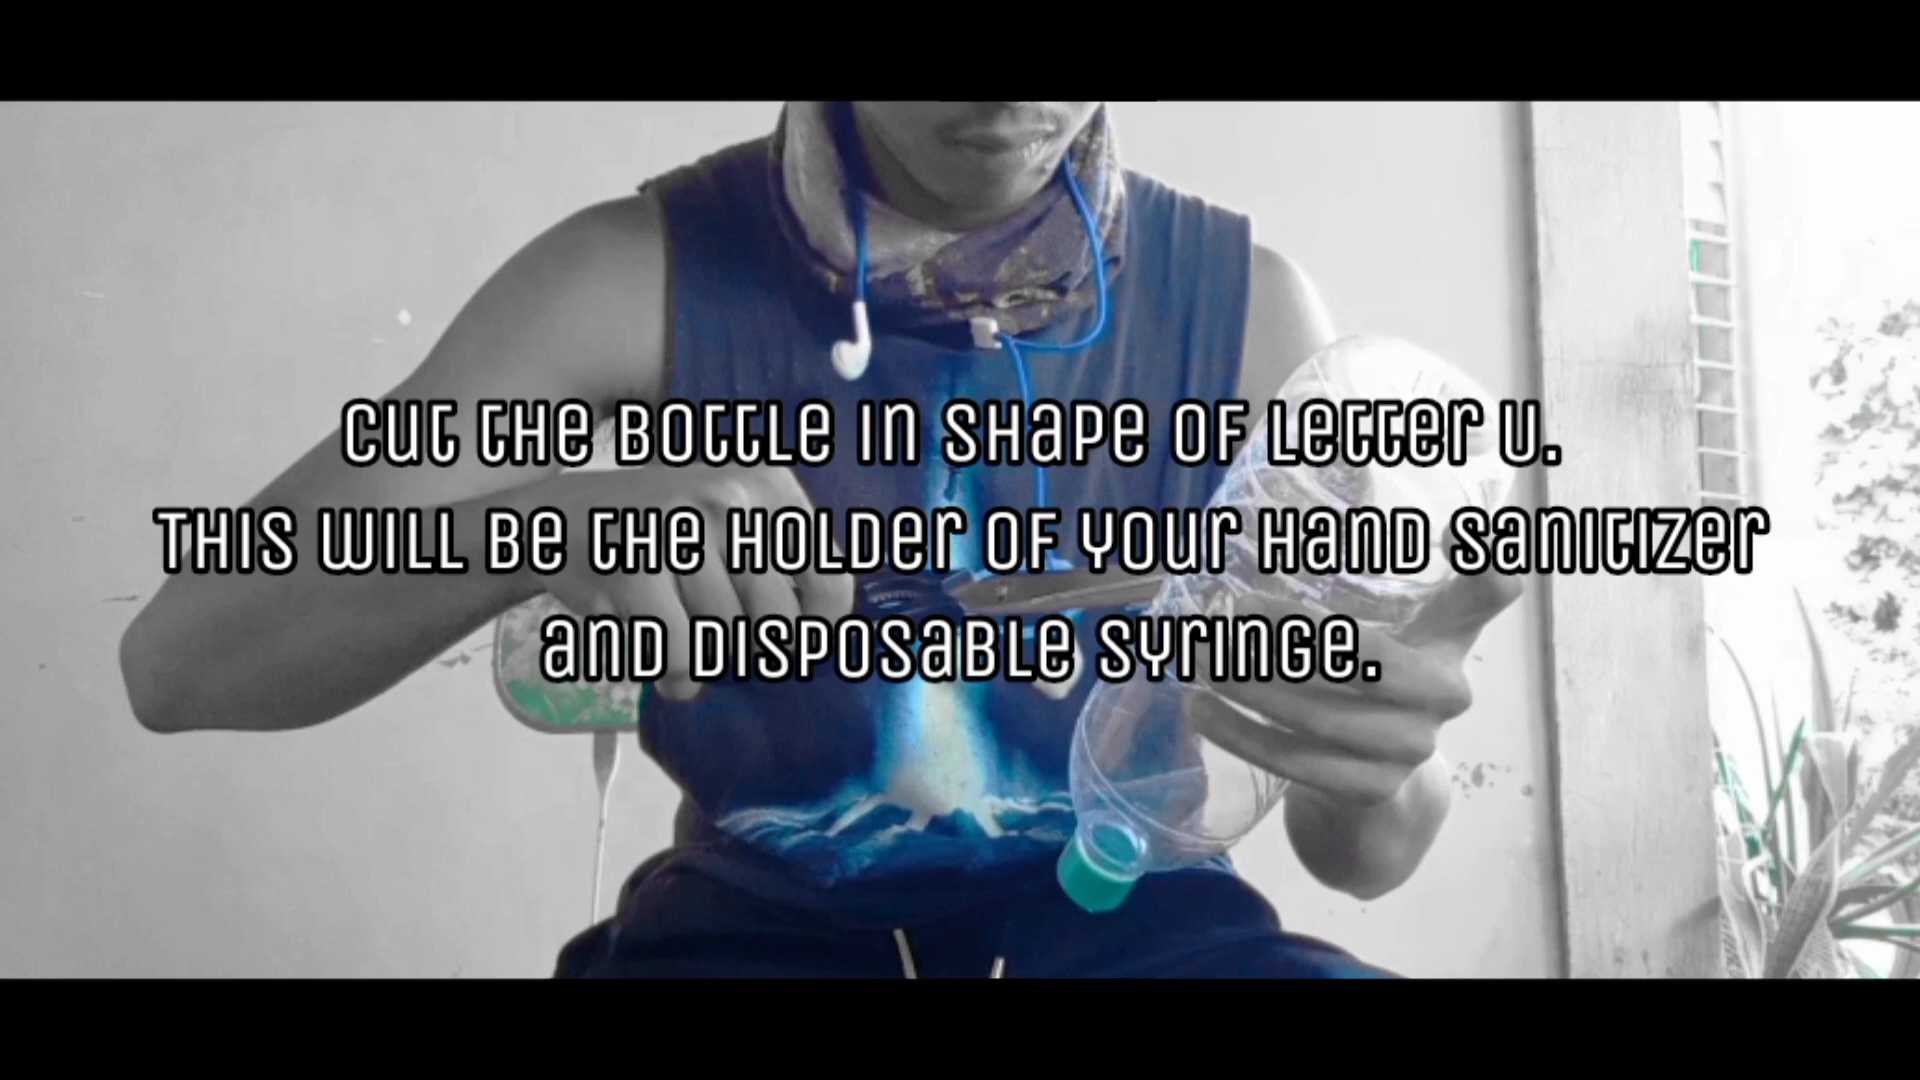 Cut the bottle in shape of letter U.
This will be the holder of your hand sanitizer
and disposable syringe.